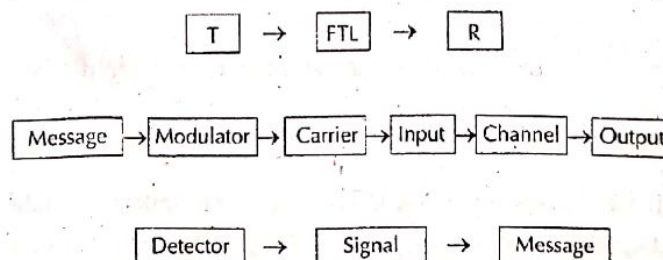 T → FTL → R
Message → Modulator → Carrier → Input → Channel → Output
Detector → Signal → Message